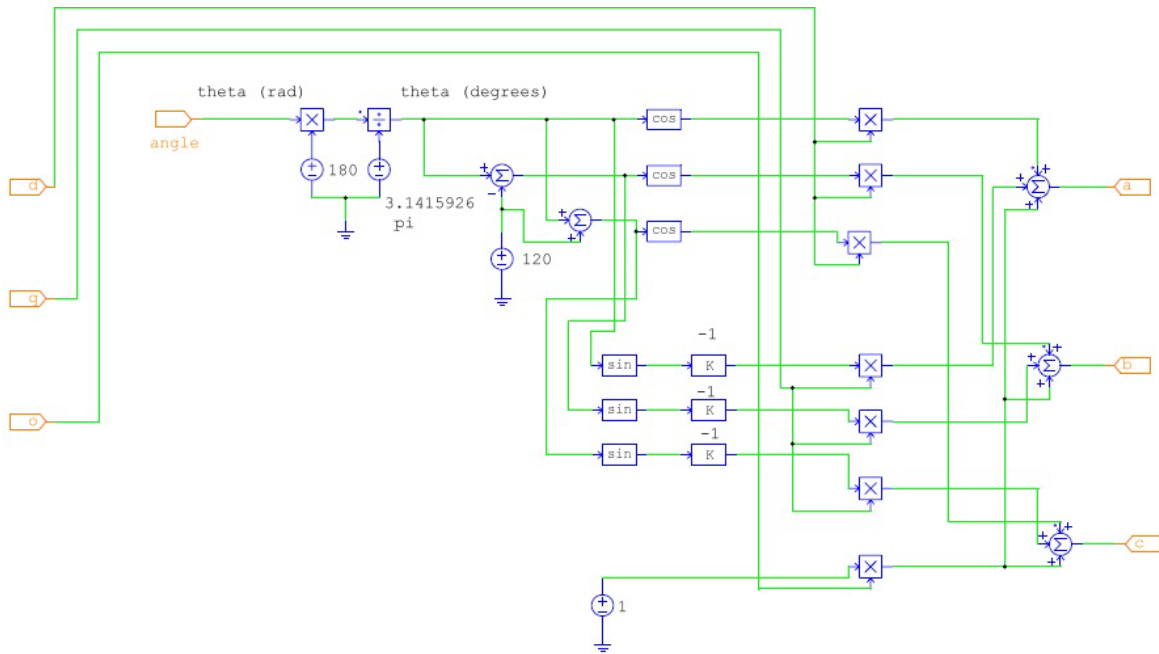 theta (rad)
theta (degrees)
angle
cos
180
3.1415926
pi
d
cos
a
cos
120
q
-1
sin
K
b
-1
sin
K
o
-1
sin
K
c
1